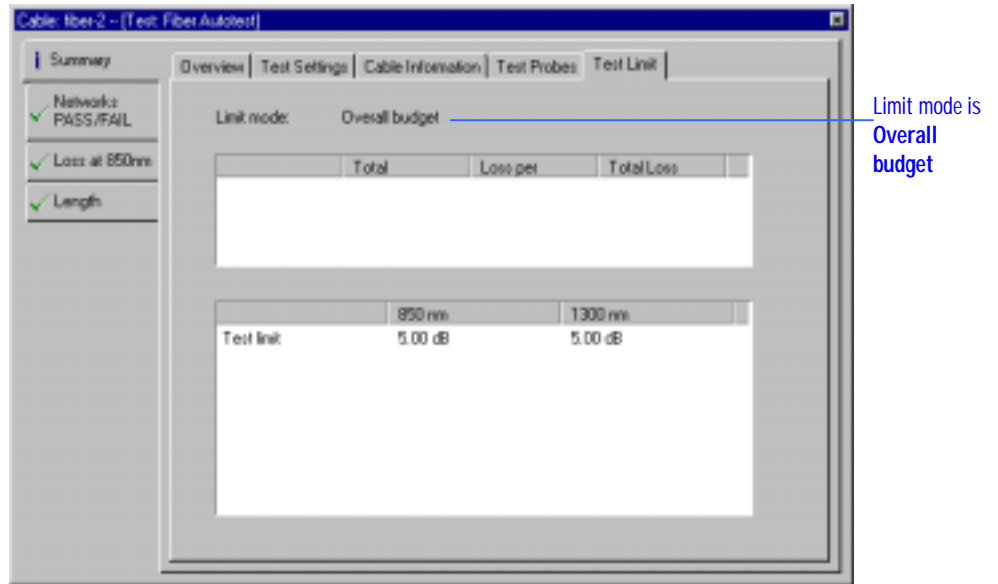 Cable: fiber-2 -- [Test: Fiber Autotest]
i Summary
Networks
PASS/FAIL
Loss at 850nm
Length
Overview Test Settings Cable Information Test Probes Test Limit
Limit mode: Overall budget
Total Loss per Total Loss
850 nm 1300 nm
Test limit 5.00 dB 5.00 dB
Limit mode is
Overall
budget